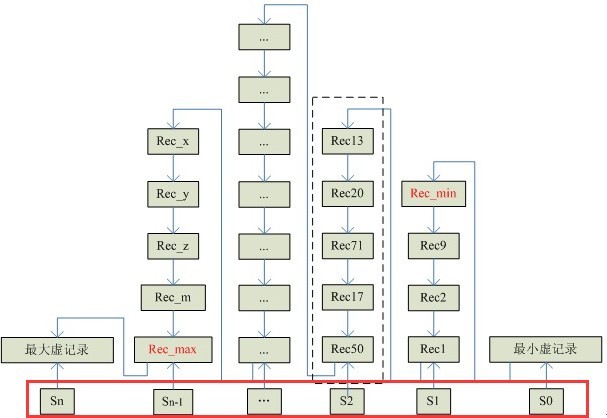 ...
...
Rec_x ... Rec13
Rec_y ... Rec20 Rec_min
Rec_z ... Rec71 Rec9
Rec_m ... Rec17 Rec2
最大虚记录 Rec_max ... Rec50 Rec1 最小虚记录
Sn Sn-1 ... S2 S1 S0